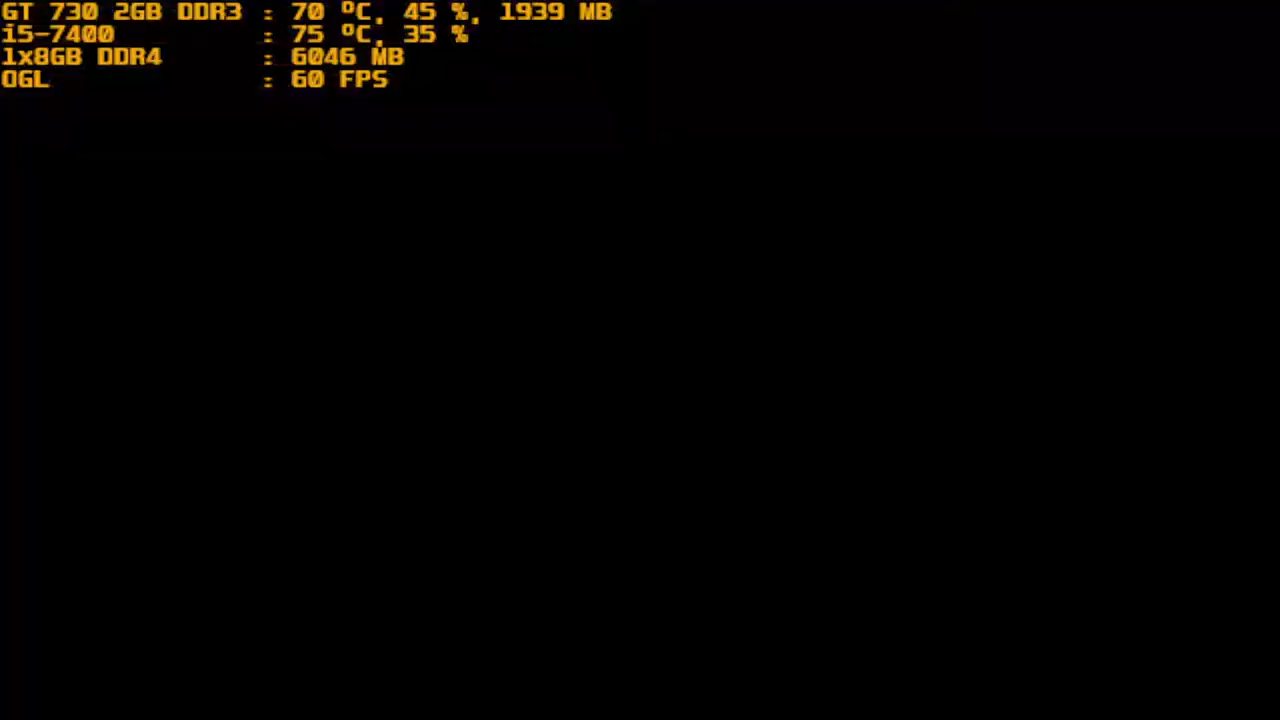 GT 730 2GB DDR3 : 70 ºC, 45 %, 1939 MB
i5-7400 : 75 ºC, 35 %
1x8GB DDR4 : 6046 MB
OGL : 60 FPS